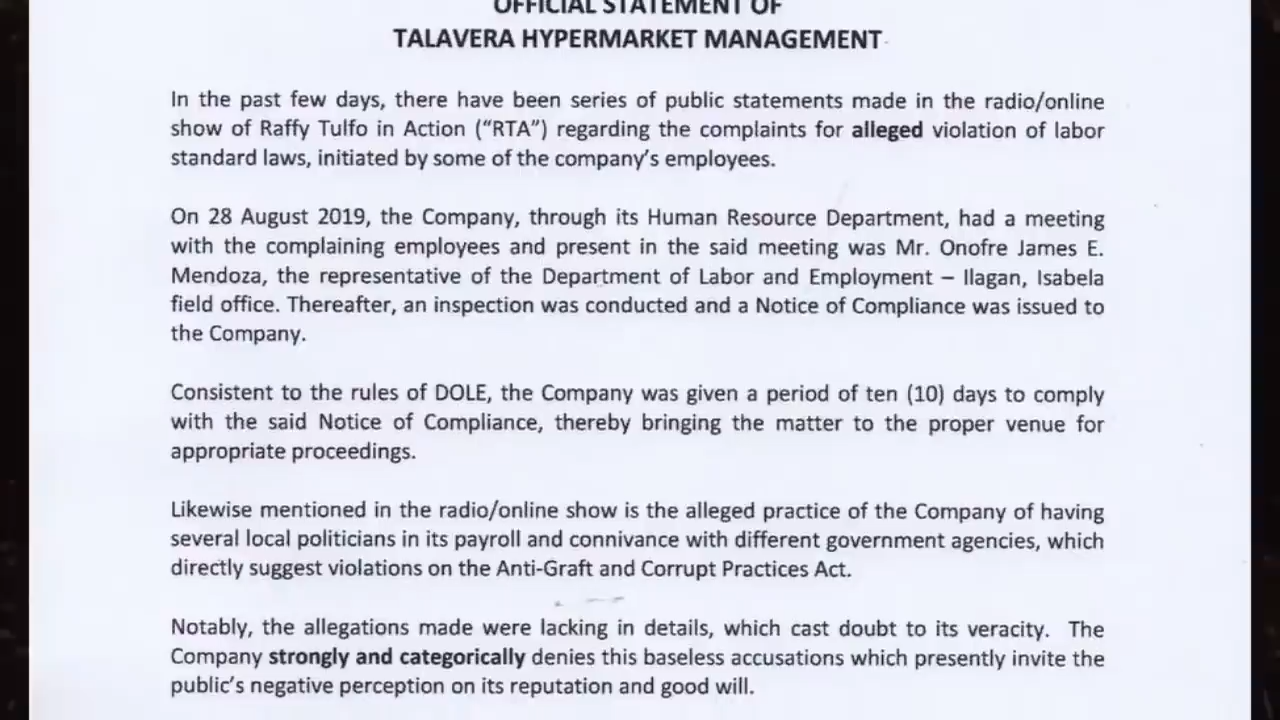 OFFICIAL STATEMENT OF
TALAVERA HYPERMARKET MANAGEMENT
In the past few days, there have been series of public statements made in the radio/online
show of Raffy Tulfo in Action (“RTA”) regarding the complaints for alleged violation of labor
standard laws, initiated by some of the company’s employees.
On 28 August 2019, the Company, through its Human Resource Department, had a meeting
with the complaining employees and present in the said meeting was Mr. Onofre James E.
Mendoza, the representative of the Department of Labor and Employment – Ilagan, Isabela
field office. Thereafter, an inspection was conducted and a Notice of Compliance was issued to
the Company.
Consistent to the rules of DOLE, the Company was given a period of ten (10) days to comply
with the said Notice of Compliance, thereby bringing the matter to the proper venue for
appropriate proceedings.
Likewise mentioned in the radio/online show is the alleged practice of the Company of having
several local politicians in its payroll and connivance with different government agencies, which
directly suggest violations on the Anti-Graft and Corrupt Practices Act.
Notably, the allegations made were lacking in details, which cast doubt to its veracity. The
Company strongly and categorically denies this baseless accusations which presently invite the
public’s negative perception on its reputation and good will.